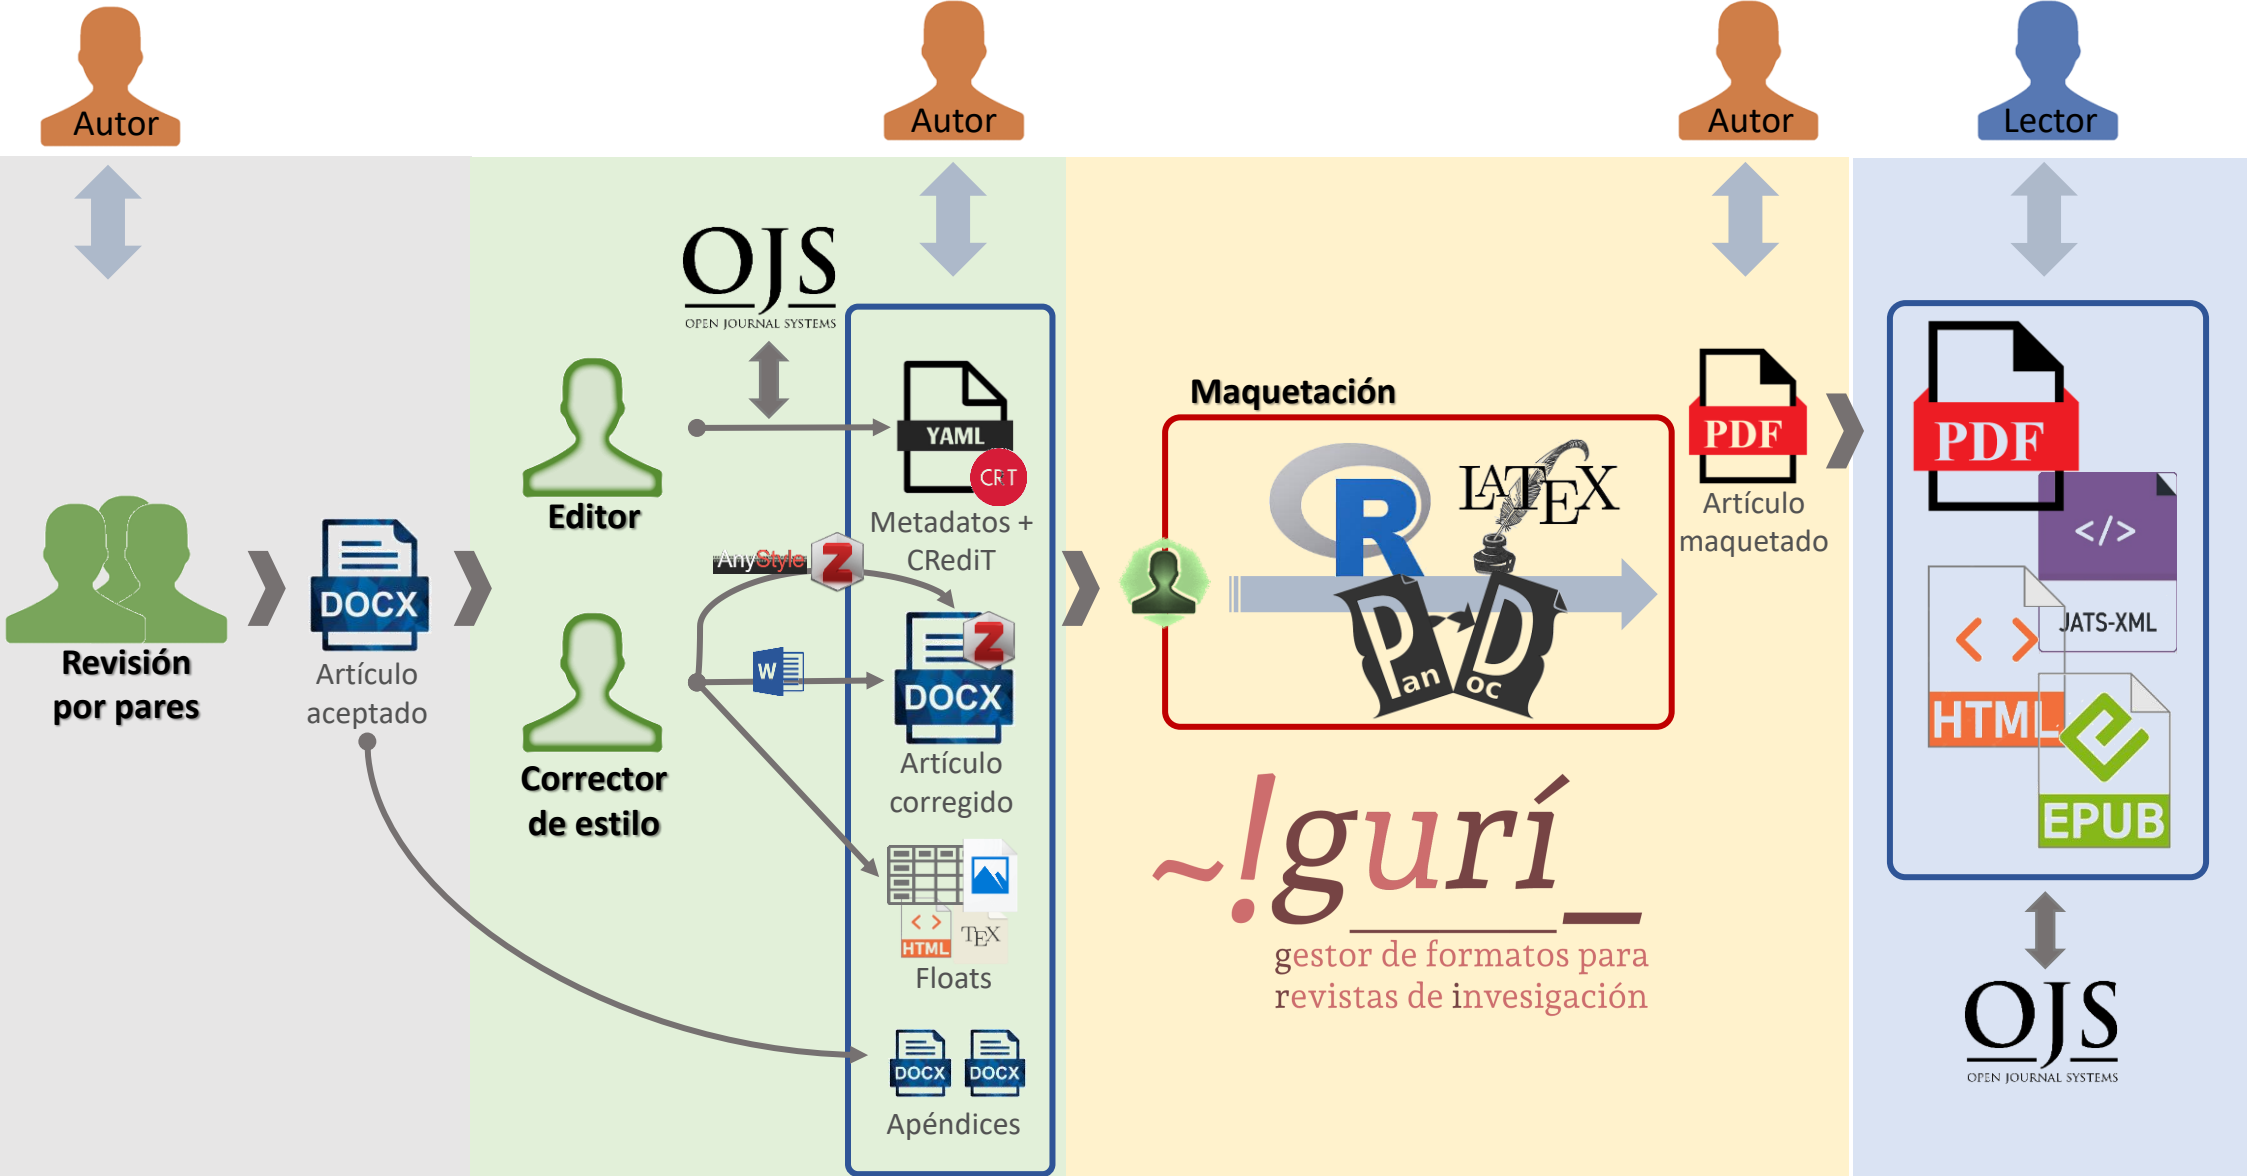 Autor
Autor
Autor
Lector
OJS
OPEN JOURNAL SYSTEMS
Editor
YAML
CRT
Metadatos +
CRediT
AnyStyle
Z
Revisión
por pares
DOCX
Artículo
aceptado
W
Z
DOCX
Artículo
corregido
Corrector
de estilo
HTML
TEX
Floats
DOCX
DOCX
Apéndices
Maquetación
R
LATEX
Pan
Doc
PDF
Artículo
maquetado
~!gurí_
gestor de formatos para
revistas de invesigación
PDF
</>
JATS-XML
< >
HTML
EPUB
OJS
OPEN JOURNAL SYSTEMS